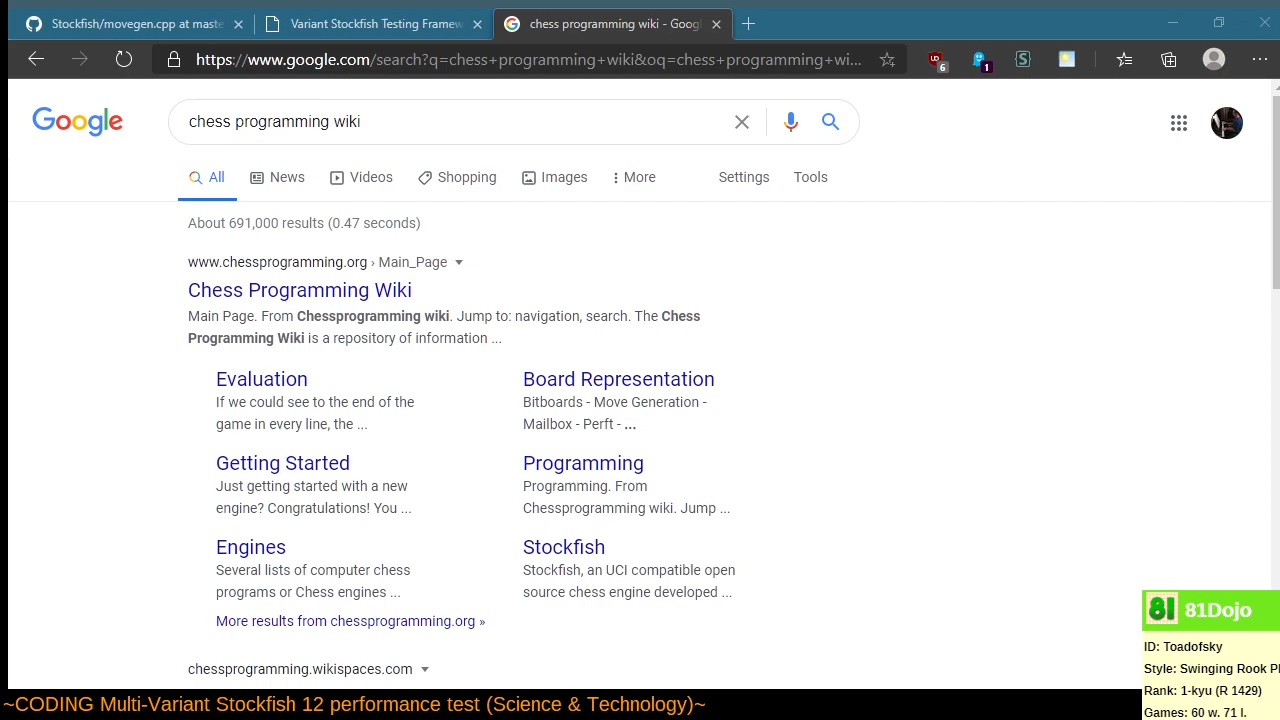 Stockfish/movegen.cpp at maste
Variant Stockfish Testing Framew
chess programming wiki - Googl
https://www.google.com/search?q=chess+programming+wiki&oq=chess+programming+wi...
6
1
Google
chess programming wiki
All
News
Videos
Shopping
Images
More
Settings
Tools
About 691,000 results (0.47 seconds)
www.chessprogramming.org › Main_Page
Chess Programming Wiki
Main Page. From Chessprogramming wiki. Jump to: navigation, search. The Chess
Programming Wiki is a repository of information ...
Evaluation
If we could see to the end of the
game in every line, the ...
Board Representation
Bitboards - Move Generation -
Mailbox - Perft - ...
Getting Started
Just getting started with a new
engine? Congratulations! You ...
Programming
Programming. From
Chessprogramming wiki. Jump ...
Engines
Several lists of computer chess
programs or Chess engines ...
Stockfish
Stockfish, an UCI compatible open
source chess engine developed ...
More results from chessprogramming.org »
chessprogramming.wikispaces.com
81 81Dojo
ID: Toadofsky
Style: Swinging Rook Pl
Rank: 1-kyu (R 1429)
Games: 60 w. 71 l.
~CODING Multi-Variant Stockfish 12 performance test (Science & Technology)~